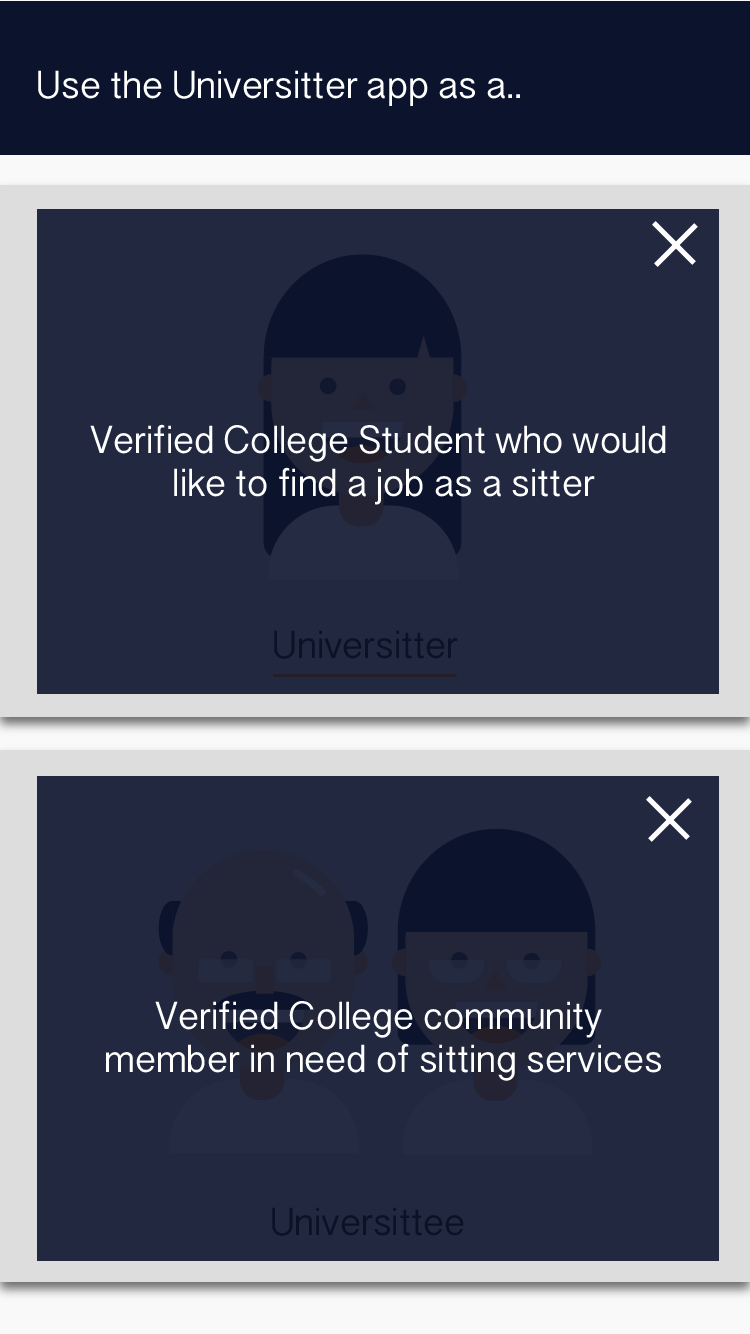 Use the Universitter app as a..
Verified College Student who would
like to find a job as a sitter
Universitter
Verified College community
member in need of sitting services
Universittee